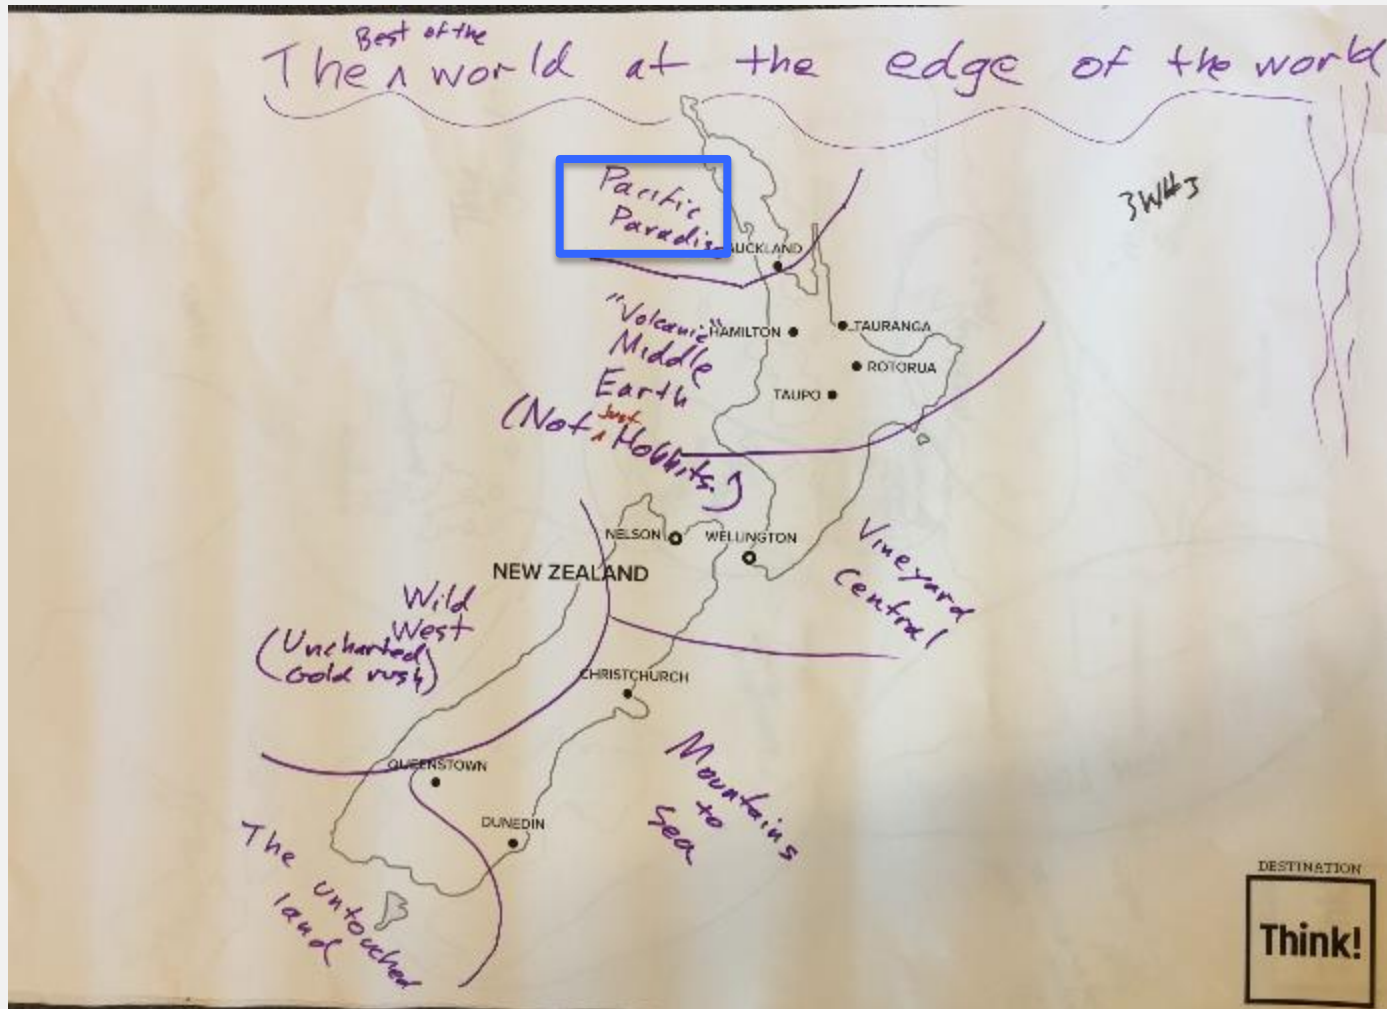 Best of the
The ^ world at the edge of the world
Pacific
Paradise
3WH3
AUCKLAND
"Volcanic"
Middle
Earth
(Not ^ just Hobbits.)
HAMILTON
TAURANGA
ROTORUA
TAUPO
NELSON
WELLINGTON
NEW ZEALAND
Vineyard
Central
Wild
West
(Uncharted
Gold rush)
CHRISTCHURCH
QUEENSTOWN
Mountains
to
Sea
DUNEDIN
The untouched
land
DESTINATION
Think!